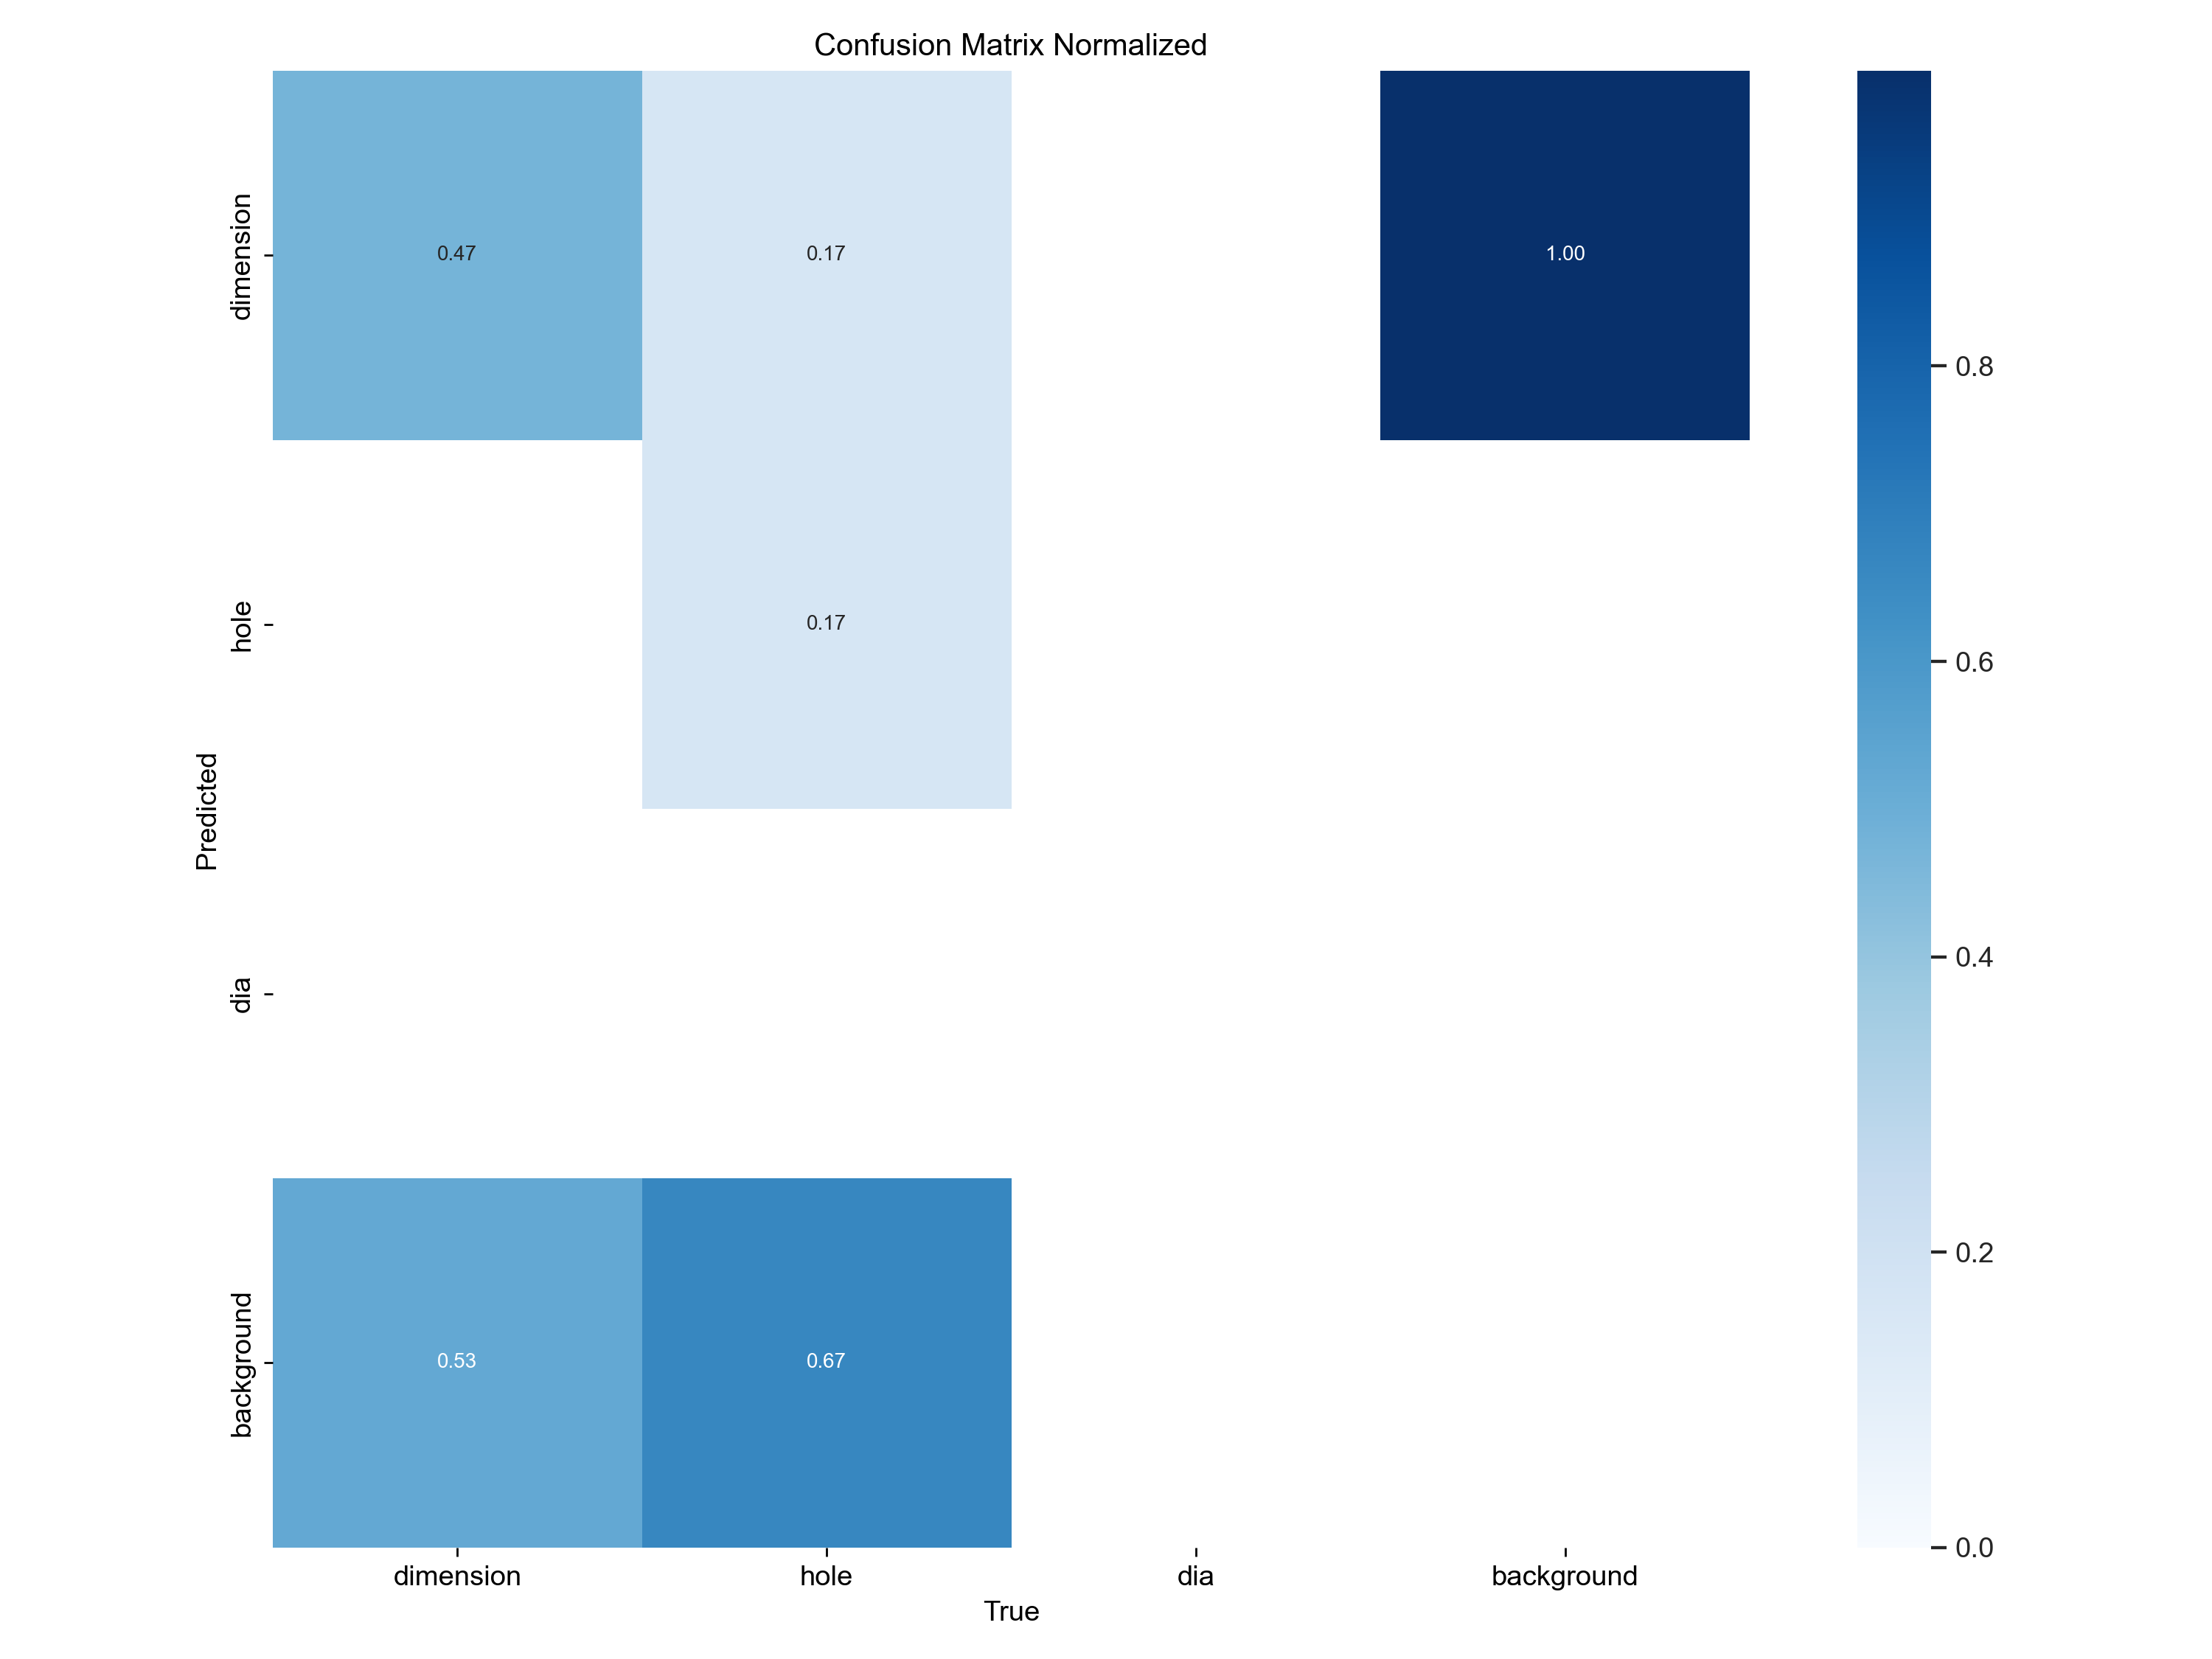 Confusion Matrix Normalized
dimension
0.47
0.17
1.00
hole
0.17
dia
background
0.53
0.67
Predicted
dimension
hole
dia
background
True
0.8
0.6
0.4
0.2
0.0